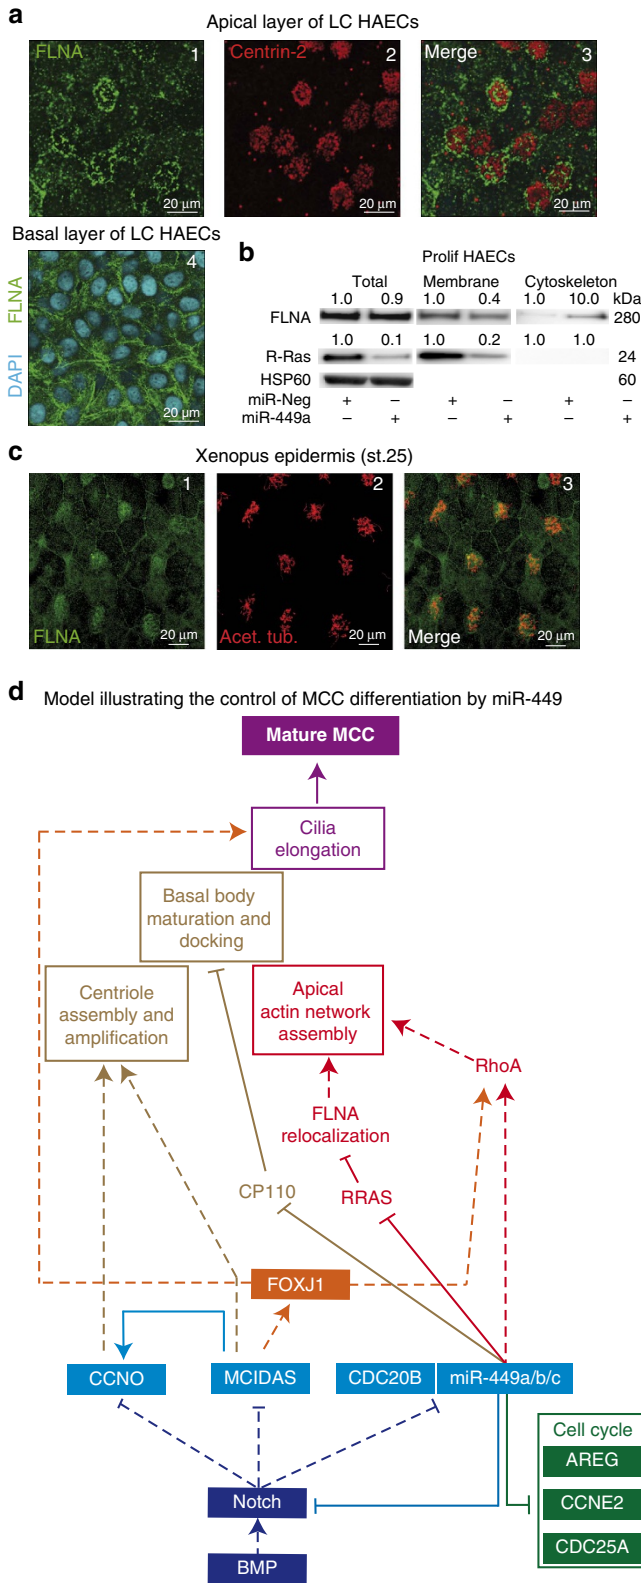 a
Apical layer of LC HAECs
FLNA 1
Centrin-2 2
Merge 3
20 µm
20 µm
20 µm
Basal layer of LC HAECs
DAPI FLNA
4
20 µm
b
Prolif HAECs
Total Membrane Cytoskeleton
1.0 0.9 1.0 0.4 1.0 10.0 kDa
FLNA 280
1.0 0.1 1.0 0.2 1.0 1.0
R-Ras 24
HSP60 60
miR-Neg + – + – + –
miR-449a – + – + – +
c
Xenopus epidermis (st.25)
1
2
3
FLNA 20 µm
Acet. tub. 20 µm
Merge 20 µm
d
Model illustrating the control of MCC differentiation by miR-449
Mature MCC
Cilia
elongation
Basal body
maturation and
docking
Centriole
assembly and
amplification
Apical
actin network
assembly
RhoA
FLNA
relocalization
CP110
RRAS
FOXJ1
CCNO
MCIDAS
CDC20B
miR-449a/b/c
Cell cycle
AREG
CCNE2
CDC25A
Notch
BMP